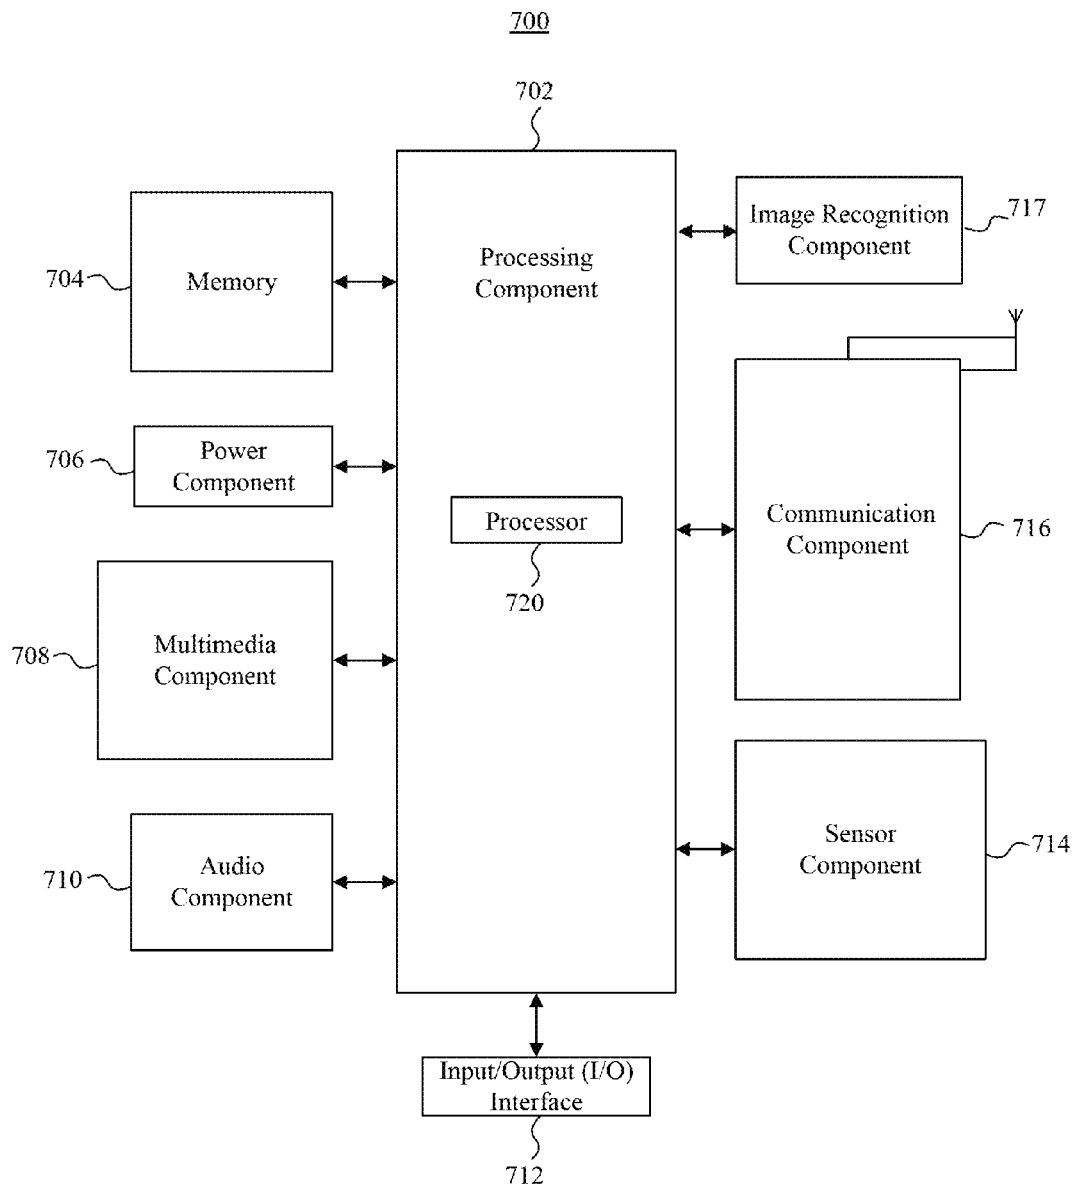 700
702
Processing
Component
Processor
720
704
Memory
706
Power
Component
708
Multimedia
Component
710
Audio
Component
Image Recognition
Component
717
Communication
Component
716
Sensor
Component
714
Input/Output (I/O)
Interface
712